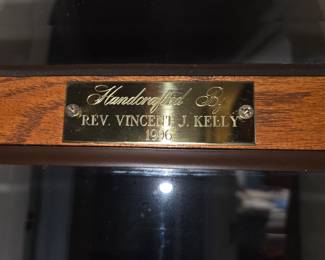 Handcrafted By
REV. VINCENT J. KELLY
1996